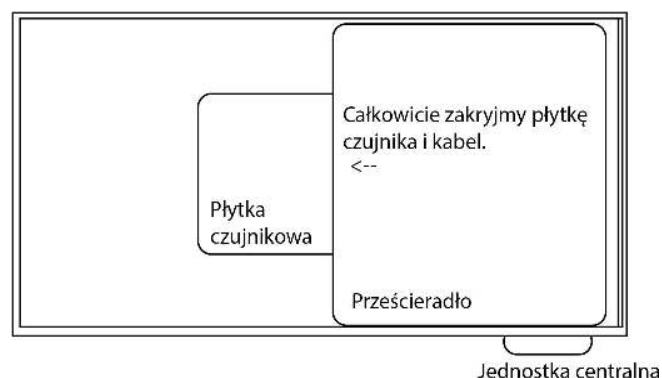 Całkowicie zakryjmy płytkę
czujnika i kabel.
<--
Płytka
czujnikowa
Prześcieradło
Jednostka centralna